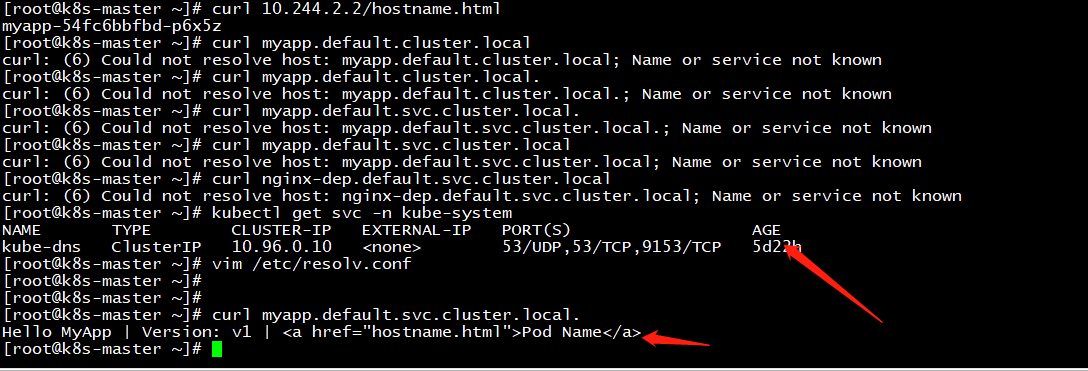 [root@k8s-master ~]# curl 10.244.2.2/hostname.html
myapp-54fc6bbfbd-p6x5z
[root@k8s-master ~]# curl myapp.default.cluster.local
curl: (6) Could not resolve host: myapp.default.cluster.local; Name or service not known
[root@k8s-master ~]# curl myapp.default.cluster.local.
curl: (6) Could not resolve host: myapp.default.cluster.local.; Name or service not known
[root@k8s-master ~]# curl myapp.default.svc.cluster.local.
curl: (6) Could not resolve host: myapp.default.svc.cluster.local.; Name or service not known
[root@k8s-master ~]# curl myapp.default.svc.cluster.local
curl: (6) Could not resolve host: myapp.default.svc.cluster.local; Name or service not known
[root@k8s-master ~]# curl nginx-dep.default.svc.cluster.local
curl: (6) Could not resolve host: nginx-dep.default.svc.cluster.local; Name or service not known
[root@k8s-master ~]# kubectl get svc -n kube-system
NAME TYPE CLUSTER-IP EXTERNAL-IP PORT(S) AGE
kube-dns ClusterIP 10.96.0.10 <none> 53/UDP,53/TCP,9153/TCP 5d22h
[root@k8s-master ~]# vim /etc/resolv.conf
[root@k8s-master ~]#
[root@k8s-master ~]#
[root@k8s-master ~]# curl myapp.default.svc.cluster.local.
Hello MyApp | Version: v1 | <a href="hostname.html">Pod Name</a>
[root@k8s-master ~]#